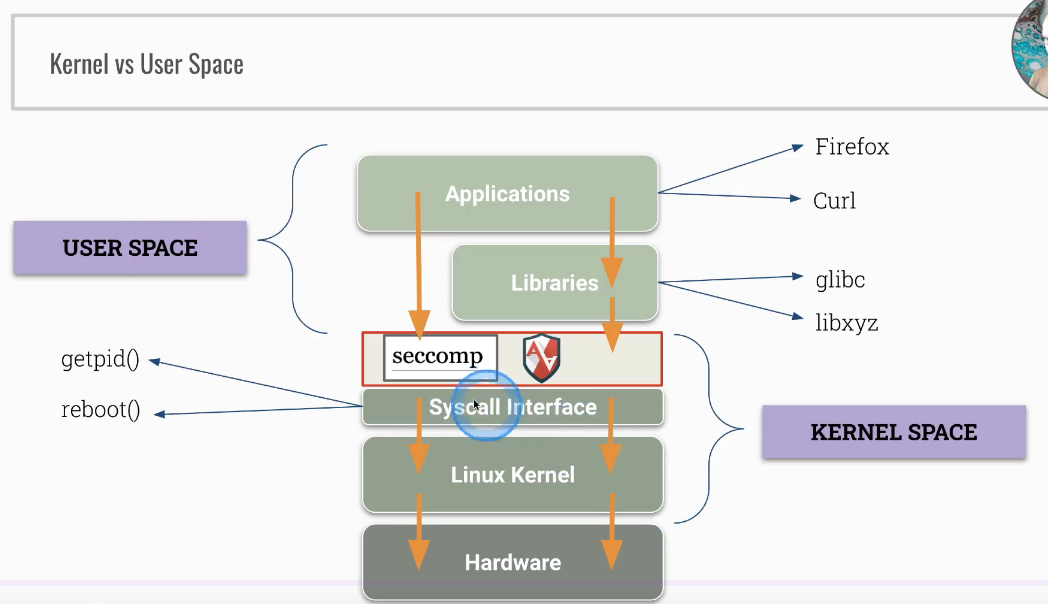 Kernel vs User Space
Applications
Firefox
Curl
USER SPACE
Libraries
glibc
libxyz
seccomp
getpid()
reboot()
Syscall Interface
KERNEL SPACE
Linux Kernel
Hardware